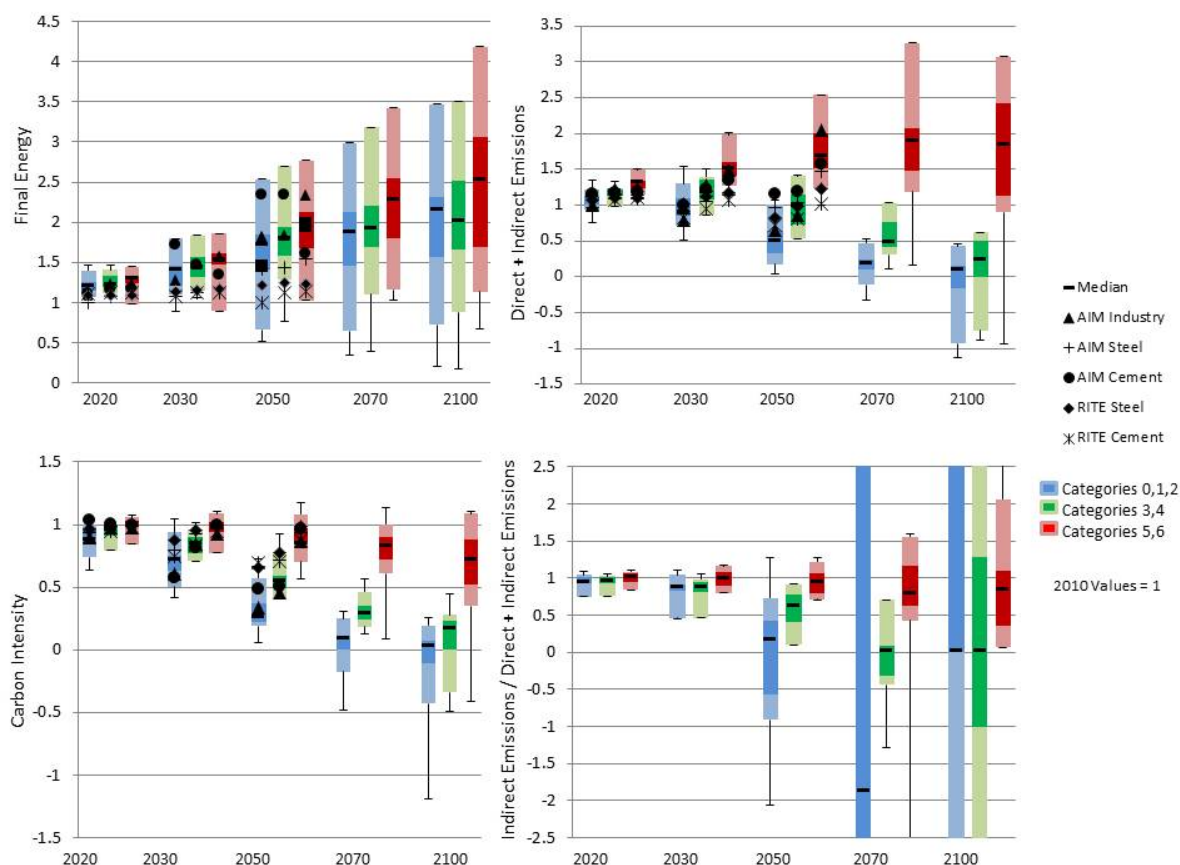 4.5
4
3.5
3
2.5
2
1.5
1
0.5
0
Final Energy
2020 2030 2050 2070 2100
3.5
3
2.5
2
1.5
1
0.5
0
-0.5
-1
-1.5
Direct + Indirect Emissions
2020 2030 2050 2070 2100
Median
AIM Industry
AIM Steel
AIM Cement
RITE Steel
RITE Cement
Categories 0,1,2
Categories 3,4
Categories 5,6
2010 Values = 1
1.5
1
0.5
0
-0.5
-1
-1.5
Carbon Intensity
2020 2030 2050 2070 2100
2.5
2
1.5
1
0.5
0
-0.5
-1
-1.5
-2
-2.5
Indirect Emissions / Direct + Indirect Emissions
2020 2030 2050 2070 2100